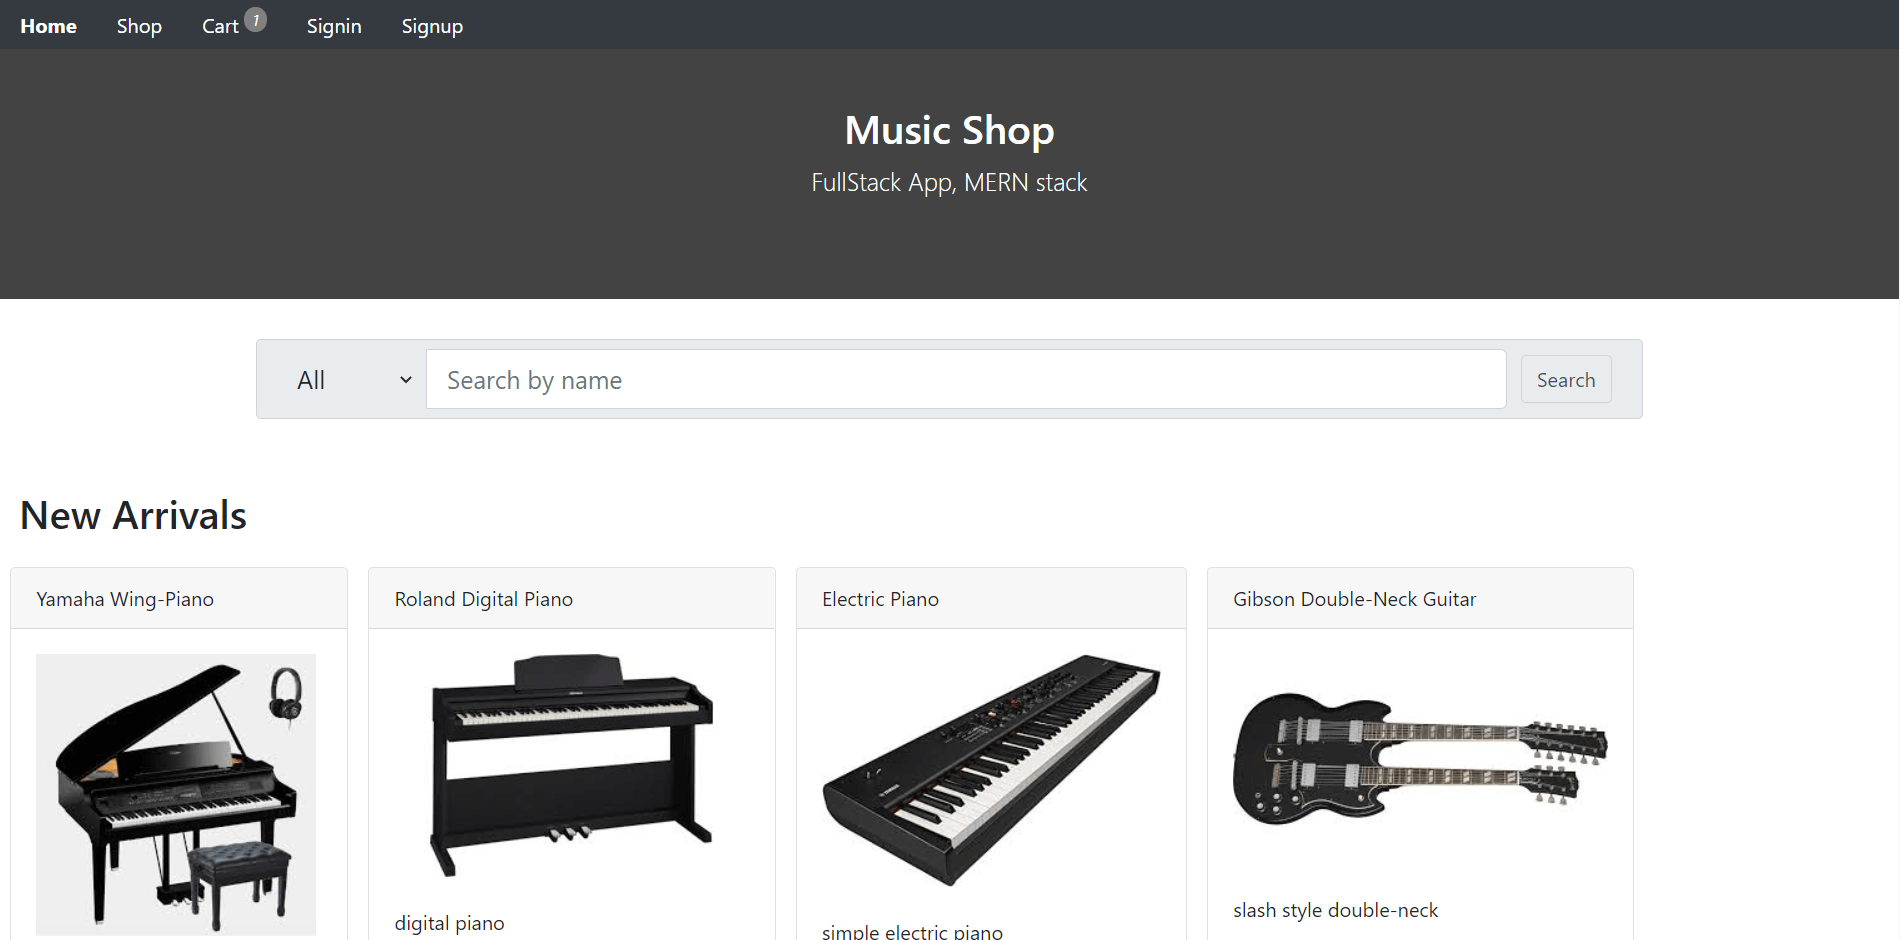 Home Shop Cart 1 Signin Signup
Music Shop
FullStack App, MERN stack
All Search by name Search
New Arrivals
Yamaha Wing-Piano
Roland Digital Piano
Electric Piano
Gibson Double-Neck Guitar
digital piano
simple electric piano
slash style double-neck